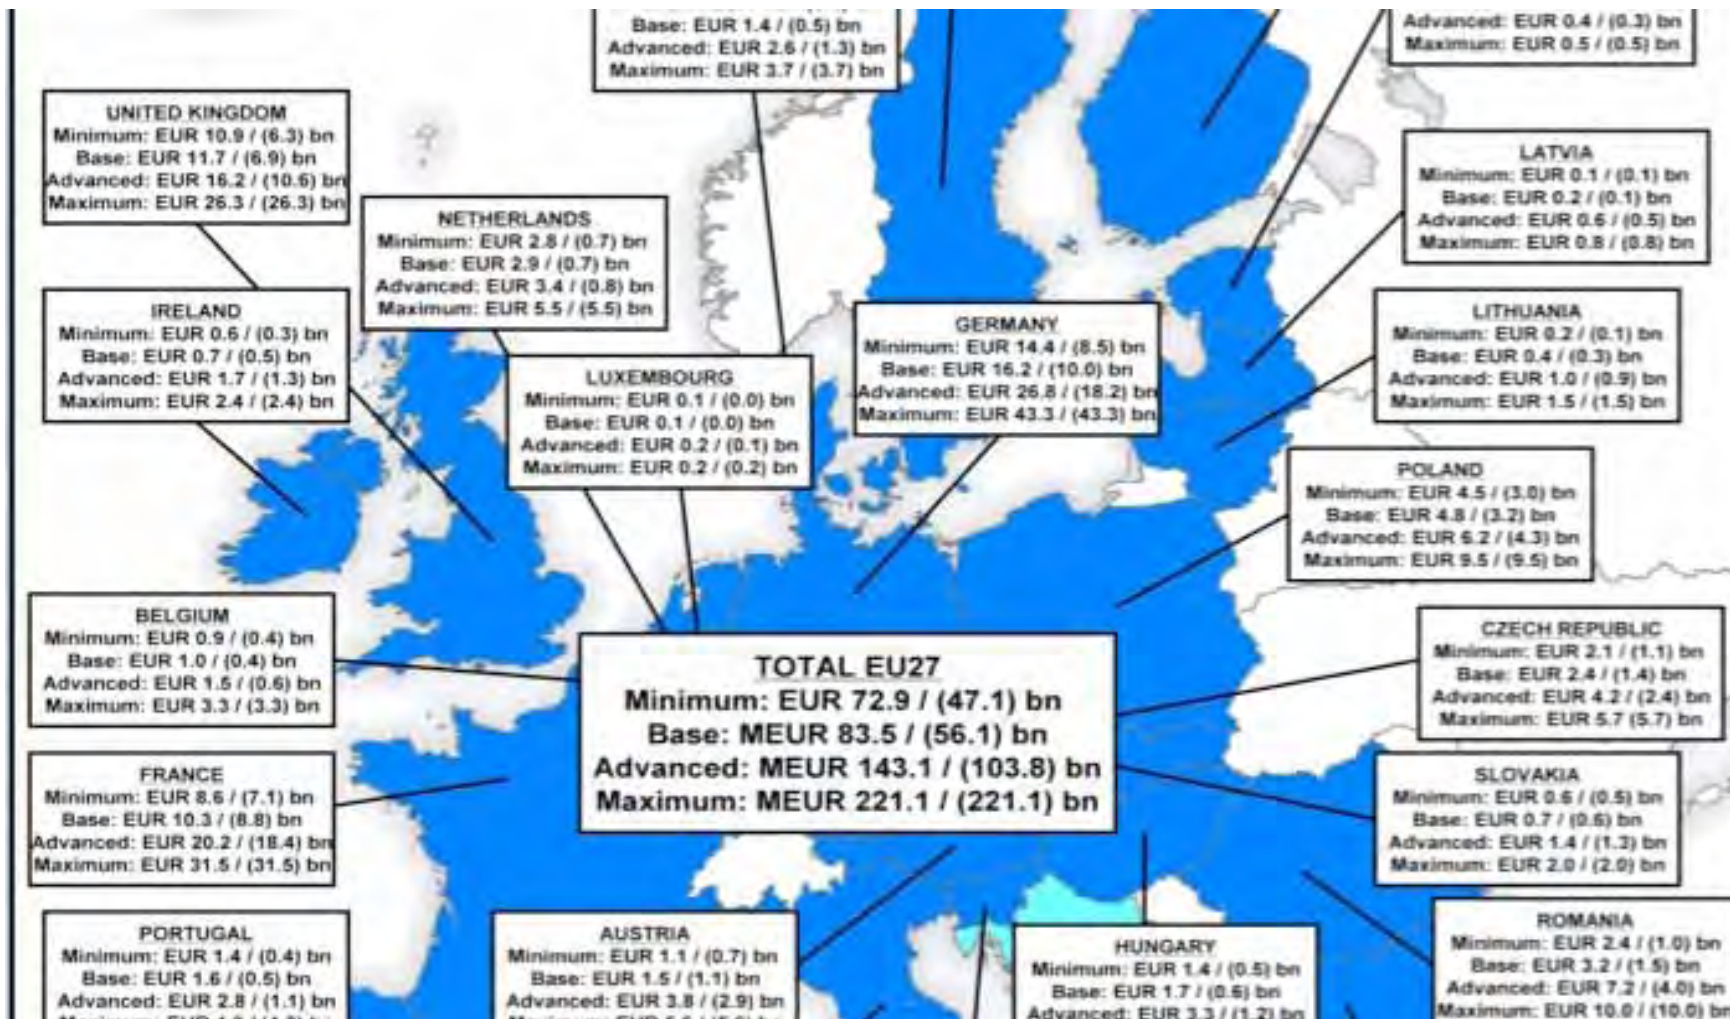 Base: EUR 1.4 / (0.5) bn
Advanced: EUR 2.6 / (1.3) bn
Maximum: EUR 3.7 / (3.7) bn
Advanced: EUR 0.4 / (0.3) bn
Maximum: EUR 0.5 / (0.5) bn
UNITED KINGDOM
Minimum: EUR 10.9 / (6.3) bn
Base: EUR 11.7 / (6.9) bn
Advanced: EUR 16.2 / (10.6) bn
Maximum: EUR 26.3 / (26.3) bn
LATVIA
Minimum: EUR 0.1 / (0.1) bn
Base: EUR 0.2 / (0.1) bn
Advanced: EUR 0.6 / (0.5) bn
Maximum: EUR 0.8 / (0.8) bn
NETHERLANDS
Minimum: EUR 2.8 / (0.7) bn
Base: EUR 2.9 / (0.7) bn
Advanced: EUR 3.4 / (0.8) bn
Maximum: EUR 5.5 / (5.5) bn
IRELAND
Minimum: EUR 0.6 / (0.3) bn
Base: EUR 0.7 / (0.5) bn
Advanced: EUR 1.7 / (1.3) bn
Maximum: EUR 2.4 / (2.4) bn
GERMANY
Minimum: EUR 14.4 / (8.5) bn
Base: EUR 16.2 / (10.0) bn
Advanced: EUR 26.8 / (18.2) bn
Maximum: EUR 43.3 / (43.3) bn
LITHUANIA
Minimum: EUR 0.2 / (0.1) bn
Base: EUR 0.4 / (0.3) bn
Advanced: EUR 1.0 / (0.9) bn
Maximum: EUR 1.5 / (1.5) bn
LUXEMBOURG
Minimum: EUR 0.1 / (0.0) bn
Base: EUR 0.1 / (0.0) bn
Advanced: EUR 0.2 / (0.1) bn
Maximum: EUR 0.2 / (0.2) bn
POLAND
Minimum: EUR 4.5 / (3.0) bn
Base: EUR 4.8 / (3.2) bn
Advanced: EUR 6.2 / (4.3) bn
Maximum: EUR 9.5 / (9.5) bn
BELGIUM
Minimum: EUR 0.9 / (0.4) bn
Base: EUR 1.0 / (0.4) bn
Advanced: EUR 1.5 / (0.6) bn
Maximum: EUR 3.3 / (3.3) bn
CZECH REPUBLIC
Minimum: EUR 2.1 / (1.1) bn
Base: EUR 2.4 / (1.4) bn
Advanced: EUR 4.2 / (2.4) bn
Maximum: EUR 5.7 (5.7) bn
TOTAL EU27
Minimum: EUR 72.9 / (47.1) bn
Base: MEUR 83.5 / (56.1) bn
Advanced: MEUR 143.1 / (103.8) bn
Maximum: MEUR 221.1 / (221.1) bn
FRANCE
Minimum: EUR 8.6 / (7.1) bn
Base: EUR 10.3 / (8.8) bn
Advanced: EUR 20.2 / (18.4) bn
Maximum: EUR 31.5 / (31.5) bn
SLOVAKIA
Minimum: EUR 0.6 / (0.5) bn
Base: EUR 0.7 / (0.6) bn
Advanced: EUR 1.4 / (1.3) bn
Maximum: EUR 2.0 / (2.0) bn
PORTUGAL
Minimum: EUR 1.4 / (0.4) bn
Base: EUR 1.6 / (0.5) bn
Advanced: EUR 2.8 / (1.1) bn
AUSTRIA
Minimum: EUR 1.1 / (0.7) bn
Base: EUR 1.5 / (1.1) bn
Advanced: EUR 3.8 / (2.9) bn
HUNGARY
Minimum: EUR 1.4 / (0.5) bn
Base: EUR 1.7 / (0.6) bn
Advanced: EUR 3.3 / (1.2) bn
ROMANIA
Minimum: EUR 2.4 / (1.0) bn
Base: EUR 3.2 / (1.5) bn
Advanced: EUR 7.2 / (4.0) bn
Maximum: EUR 10.0 / (10.0) bn